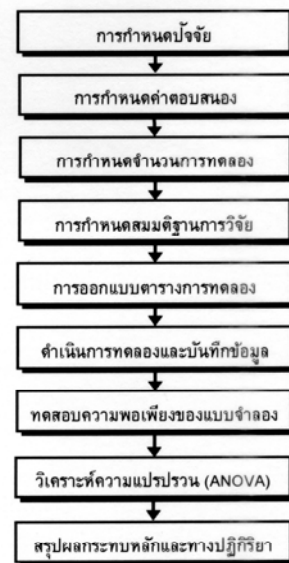 การกำหนดปัจจัย
การกำหนดค่าตอบสนอง
การกำหนดจำนวนการทดลอง
การกำหนดสมมติฐานการวิจัย
การออกแบบตารางการทดลอง
ดำเนินการทดลองและบันทึกข้อมูล
ทดสอบความพอเพียงของแบบจำลอง
วิเคราะห์ความแปรปรวน (ANOVA)
สรุปผลกระทบหลักและทางปฏิกิริยา